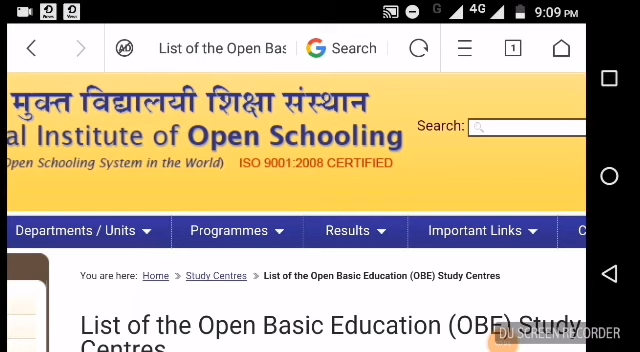 G 4G 9:09 PM
AD List of the Open Bas G Search 1
मुक्त विद्यालयी शिक्षा संस्थान
al Institute of Open Schooling
Open Schooling System in the World) ISO 9001:2008 CERTIFIED
Search:
Departments / Units Programmes Results Important Links C
You are here: Home » Study Centres » List of the Open Basic Education (OBE) Study Centres
List of the Open Basic Education (OBE) Study
Centres
DU SCREEN RECORDER